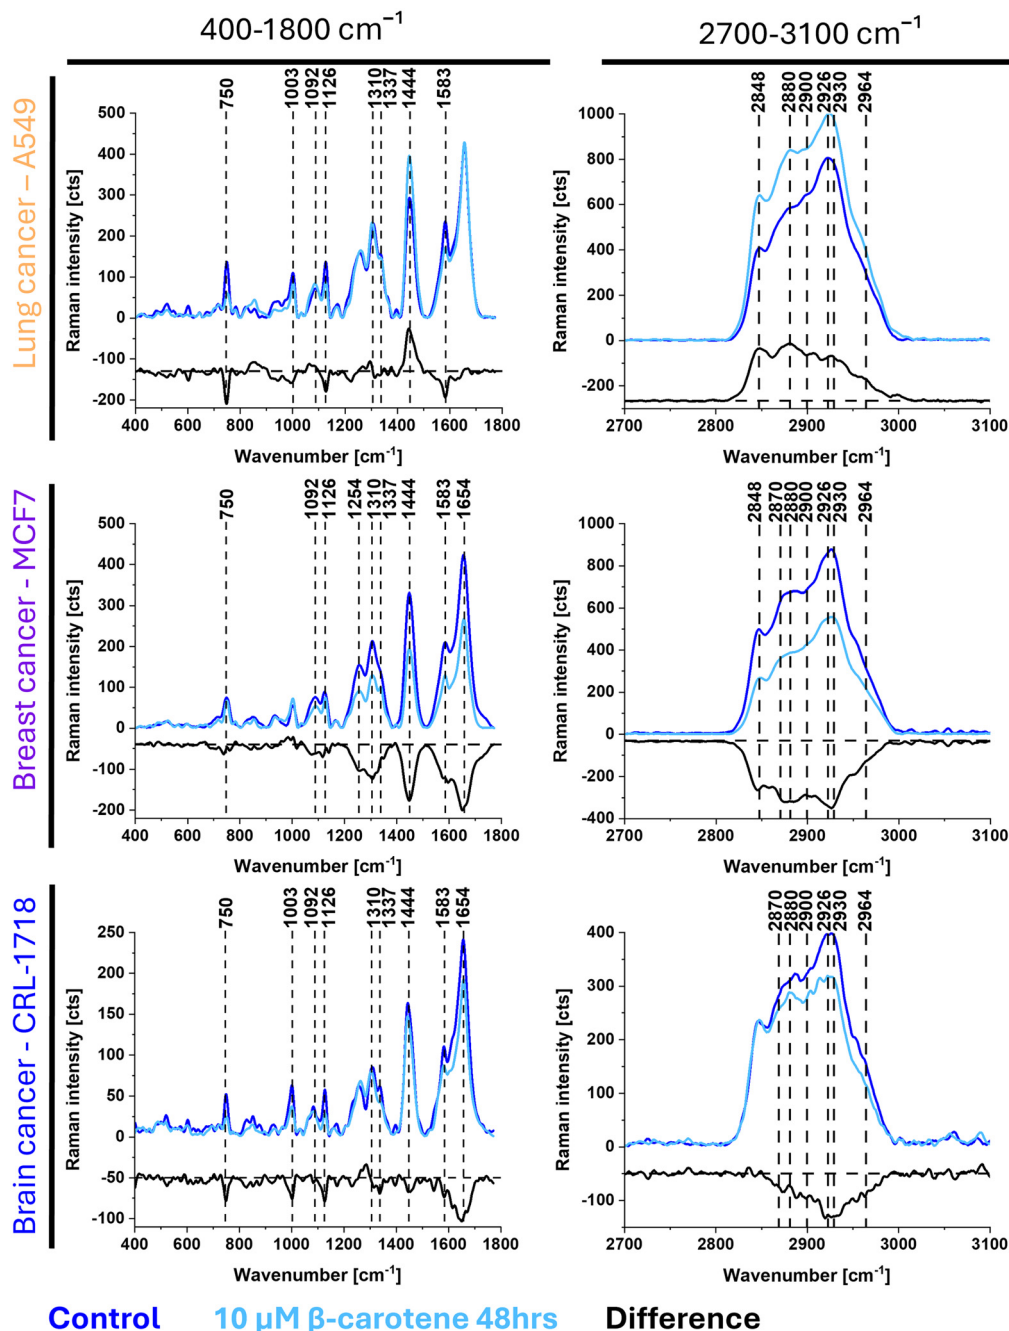 400-1800 cm⁻¹
2700-3100 cm⁻¹
Lung cancer – A549
750 1003 1092 1126 1310 1337 1444 1583
Raman intensity [cts]
500
400
300
200
100
0
-100
-200
400 600 800 1000 1200 1400 1600 1800
Wavenumber [cm⁻¹]
2848 2880 2900 2926 2930 2964
Raman intensity [cts]
1000
800
600
400
200
0
-200
2700 2800 2900 3000 3100
Wavenumber [cm⁻¹]
Breast cancer - MCF7
750 1092 1126 1254 1310 1337 1444 1583 1654
Raman intensity [cts]
500
400
300
200
100
0
-100
-200
400 600 800 1000 1200 1400 1600 1800
Wavenumber [cm⁻¹]
2848 2870 2880 2900 2926 2930 2964
Raman intensity [cts]
1000
800
600
400
200
0
-200
-400
2700 2800 2900 3000 3100
Wavenumber [cm⁻¹]
Brain cancer - CRL-1718
750 1003 1092 1126 1310 1337 1444 1583 1654
Raman intensity [cts]
250
200
150
100
50
0
-50
-100
400 600 800 1000 1200 1400 1600 1800
Wavenumber [cm⁻¹]
2870 2880 2900 2926 2930 2964
Raman intensity [cts]
400
300
200
100
0
-100
2700 2800 2900 3000 3100
Wavenumber [cm⁻¹]
Control 10 µM β-carotene 48hrs Difference